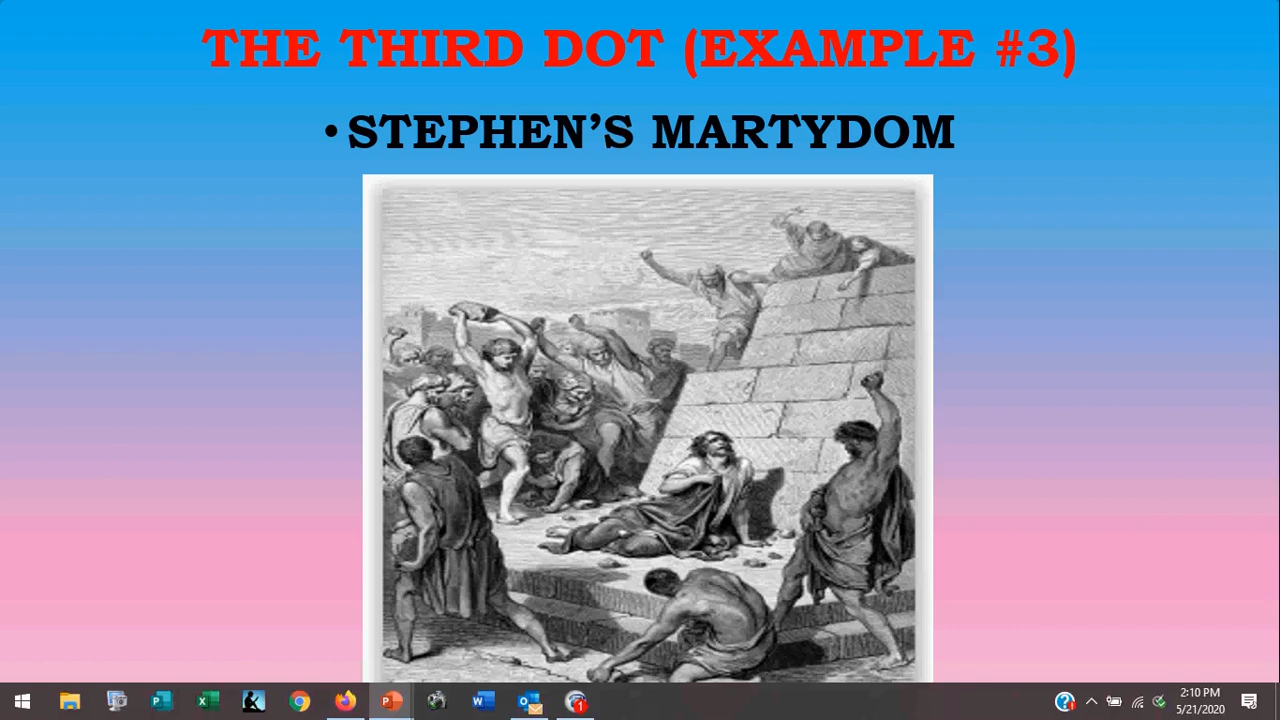 THE THIRD DOT (EXAMPLE #3)
• STEPHEN’S MARTYDOM
2:10 PM
5/21/2020